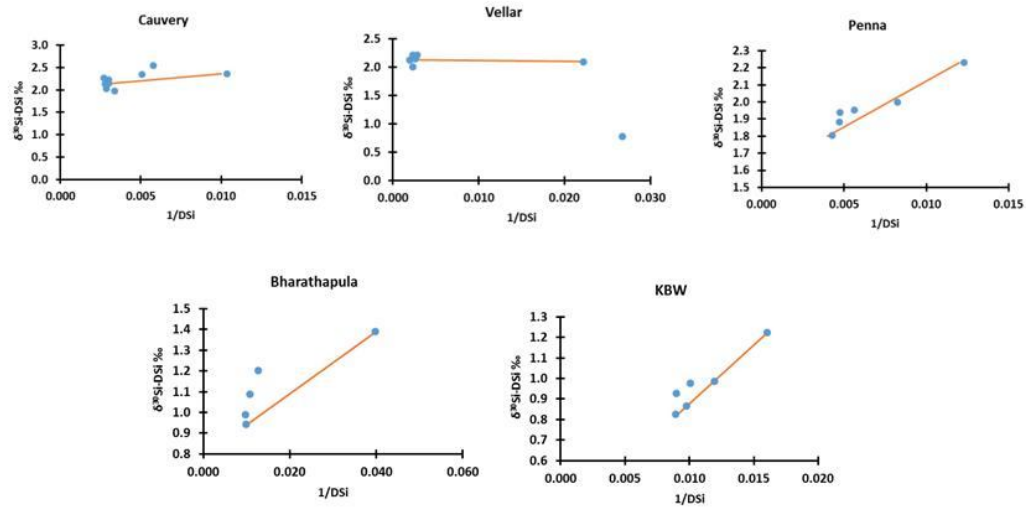 Cauvery
3.0
2.5
2.0
1.5
1.0
0.5
0.0
δ³⁰Si-DSi ‰
0.000 0.005 0.010 0.015
1/DSi
Vellar
2.5
2.0
1.5
1.0
0.5
0.0
δ³⁰Si-DSi ‰
0.000 0.010 0.020 0.030
1/DSi
Penna
2.3
2.2
2.1
2.0
1.9
1.8
1.7
1.6
1.5
δ³⁰Si-DSi ‰
0.000 0.005 0.010 0.015
1/DSi
Bharathapula
1.5
1.4
1.3
1.2
1.1
1.0
0.9
0.8
δ³⁰Si-DSi ‰
0.000 0.020 0.040 0.060
1/DSi
KBW
1.3
1.2
1.1
1.0
0.9
0.8
0.7
0.6
δ³⁰Si-DSi ‰
0.000 0.005 0.010 0.015 0.020
1/DSi